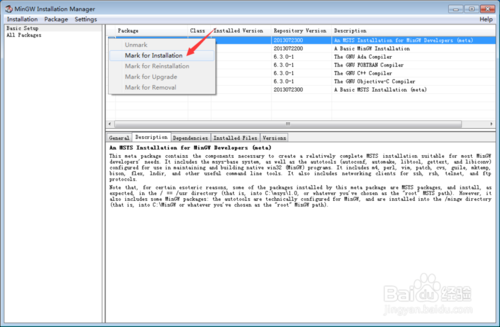 MinGW Installation Manager
Installation Package Settings Help
Basic Setup
All Packages
Package Class Installed Version Repository Version Description
2013072300 An MSYS Installation for MinGW Developers (meta)
2013072200 A Basic MinGW Installation
6.3.0-1 The GNU Ada Compiler
6.3.0-1 The GNU FORTRAN Compiler
6.3.0-1 The GNU C++ Compiler
6.3.0-1 The GNU Objective-C Compiler
2013072300 A Basic MSYS Installation (meta)
Unmark
Mark for Installation
Mark for Reinstallation
Mark for Upgrade
Mark for Removal
General Description Dependencies Installed Files Versions
An MSYS Installation for MinGW Developers (meta)
This meta package contains the components necessary to create a relatively complete MSYS installation suitable for most MinGW
developers' needs. It includes the msys-base system, as well as the autotools (autoconf, automake, libtool, gettext, and libiconv)
configured for use in maintaining and building native win32 (MinGW) programs. It includes m4, perl, vim, patch, cvs, guile, mktemp,
bison, flex, lndir, and other useful command line tools. It also includes networking clients for ssh, rsh, telnet, and ftp
protocols.
Note that, for certain esoteric reasons, some of the packages installed by this meta package are MSYS packages, and install, as
expected, in the / == /usr directory (that is, into C:\msys\1.0, or whatever you've chosen as the "root" MSYS path). However, it
also includes some MinGW packages: the autotools are technically configured for MinGW, and are installed into the /mingw directory
(that is, into C:\MinGW or whatever you've chosen as the "root" MinGW path).
Baidu 经验
jingyan.baidu.com